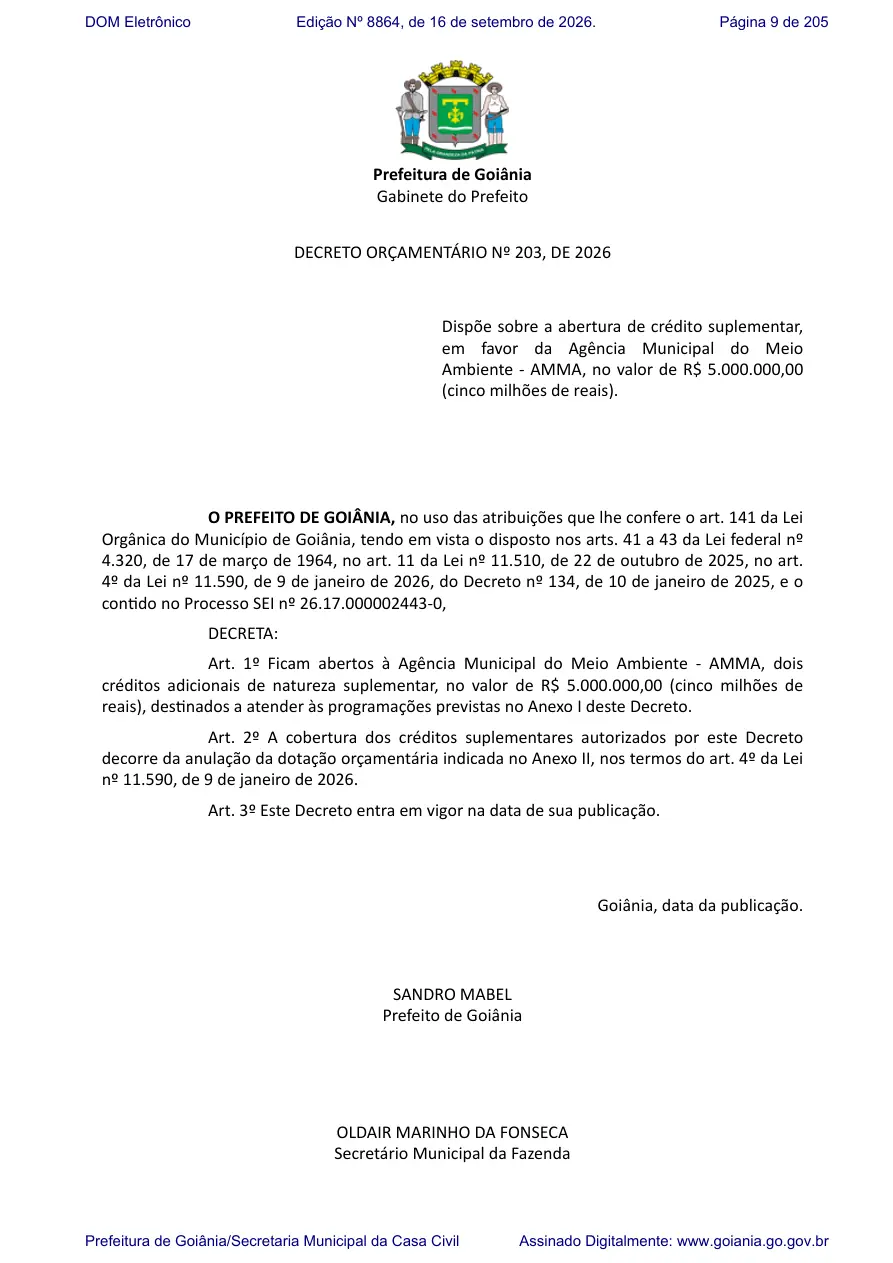 DOM Eletrônico Edição Nº 8864, de 16 de setembro de 2026. Página 9 de 205
PELA GRANDEZA DA PÁTRIA
Prefeitura de Goiânia
Gabinete do Prefeito
DECRETO ORÇAMENTÁRIO Nº 203, DE 2026
Dispõe sobre a abertura de crédito suplementar,
em favor da Agência Municipal do Meio
Ambiente - AMMA, no valor de R$ 5.000.000,00
(cinco milhões de reais).
O PREFEITO DE GOIÂNIA, no uso das atribuições que lhe confere o art. 141 da Lei
Orgânica do Município de Goiânia, tendo em vista o disposto nos arts. 41 a 43 da Lei federal nº
4.320, de 17 de março de 1964, no art. 11 da Lei nº 11.510, de 22 de outubro de 2025, no art.
4º da Lei nº 11.590, de 9 de janeiro de 2026, do Decreto nº 134, de 10 de janeiro de 2025, e o
contido no Processo SEI nº 26.17.000002443-0,
DECRETA:
Art. 1º Ficam abertos à Agência Municipal do Meio Ambiente - AMMA, dois
créditos adicionais de natureza suplementar, no valor de R$ 5.000.000,00 (cinco milhões de
reais), destinados a atender às programações previstas no Anexo I deste Decreto.
Art. 2º A cobertura dos créditos suplementares autorizados por este Decreto
decorre da anulação da dotação orçamentária indicada no Anexo II, nos termos do art. 4º da Lei
nº 11.590, de 9 de janeiro de 2026.
Art. 3º Este Decreto entra em vigor na data de sua publicação.
Goiânia, data da publicação.
SANDRO MABEL
Prefeito de Goiânia
OLDAIR MARINHO DA FONSECA
Secretário Municipal da Fazenda
Prefeitura de Goiânia/Secretaria Municipal da Casa Civil Assinado Digitalmente: www.goiania.go.gov.br